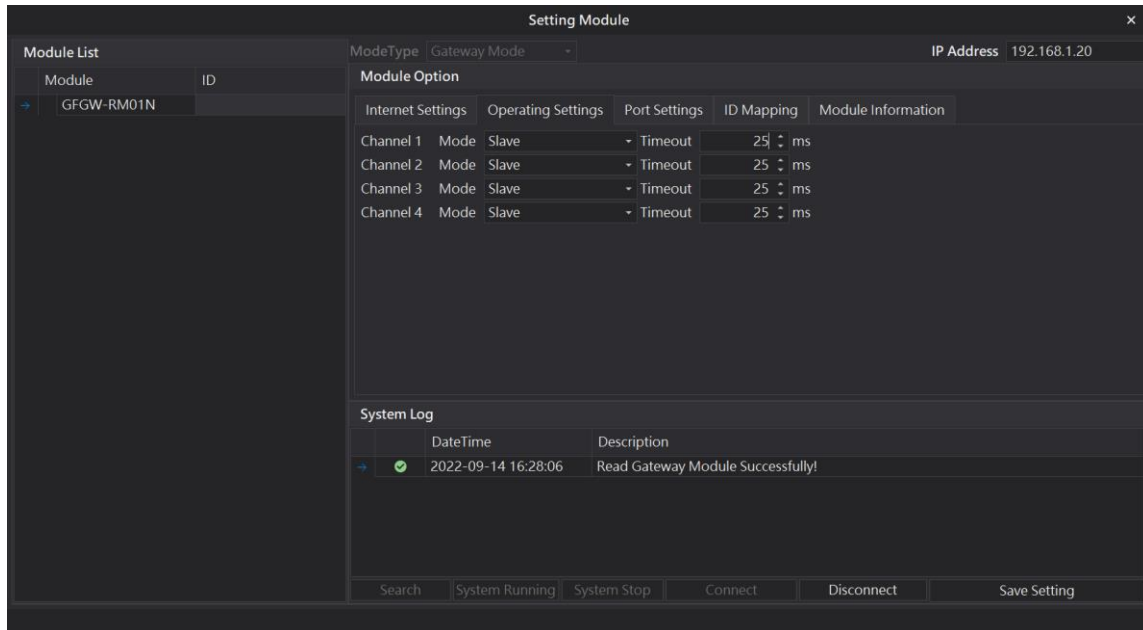 Setting Module ×
Module List
Module ID
GFGW-RM01N
ModeType Gateway Mode IP Address 192.168.1.20
Module Option
Internet Settings Operating Settings Port Settings ID Mapping Module Information
Channel 1 Mode Slave Timeout 25 ms
Channel 2 Mode Slave Timeout 25 ms
Channel 3 Mode Slave Timeout 25 ms
Channel 4 Mode Slave Timeout 25 ms
System Log
DateTime Description
2022-09-14 16:28:06 Read Gateway Module Successfully!
Search System Running System Stop Connect Disconnect Save Setting